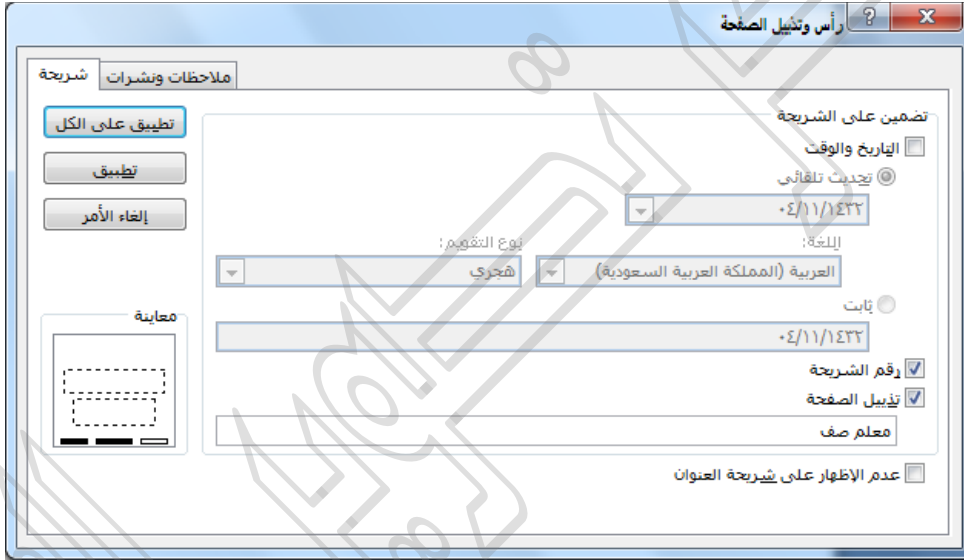 رأس وتذييل الصفحة
شريحة
ملاحظات ونشرات
تضمين على الشريحة
التاريخ والوقت
تحديث تلقائي
٠٤/١١/١٤٣٢
اللغة:
نوع التقويم:
العربية (المملكة العربية السعودية)
هجري
ثابت
٠٤/١١/١٤٣٢
رقم الشريحة
تذييل الصفحة
معلم صف
عدم الإظهار على شريحة العنوان
تطبيق على الكل
تطبيق
إلغاء الأمر
معاينة